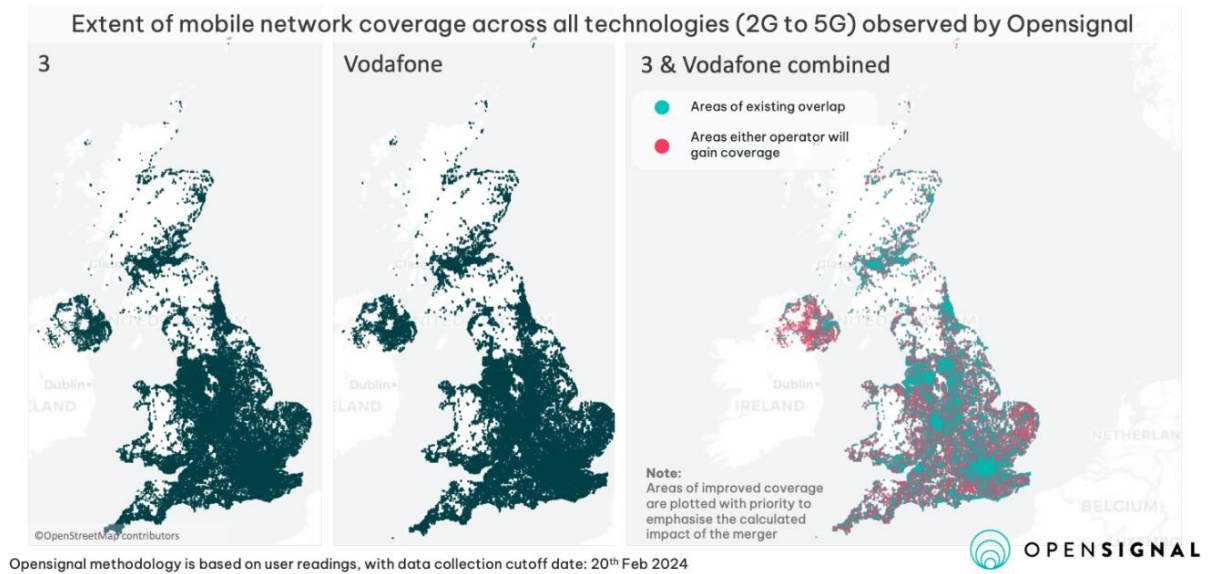 Extent of mobile network coverage across all technologies (2G to 5G) observed by Opensignal
3
Vodafone
3 & Vodafone combined
Areas of existing overlap
Areas either operator will
gain coverage
Dublin
LAND
Dublin
ELAND
Dublin
IRELAND
NETHERLAN
BELGIUM
Note:
Areas of improved coverage
are plotted with priority to
emphasise the calculated
impact of the merger
©OpenStreetMap contributors
OPENSIGNAL
Opensignal methodology is based on user readings, with data collection cutoff date: 20th Feb 2024